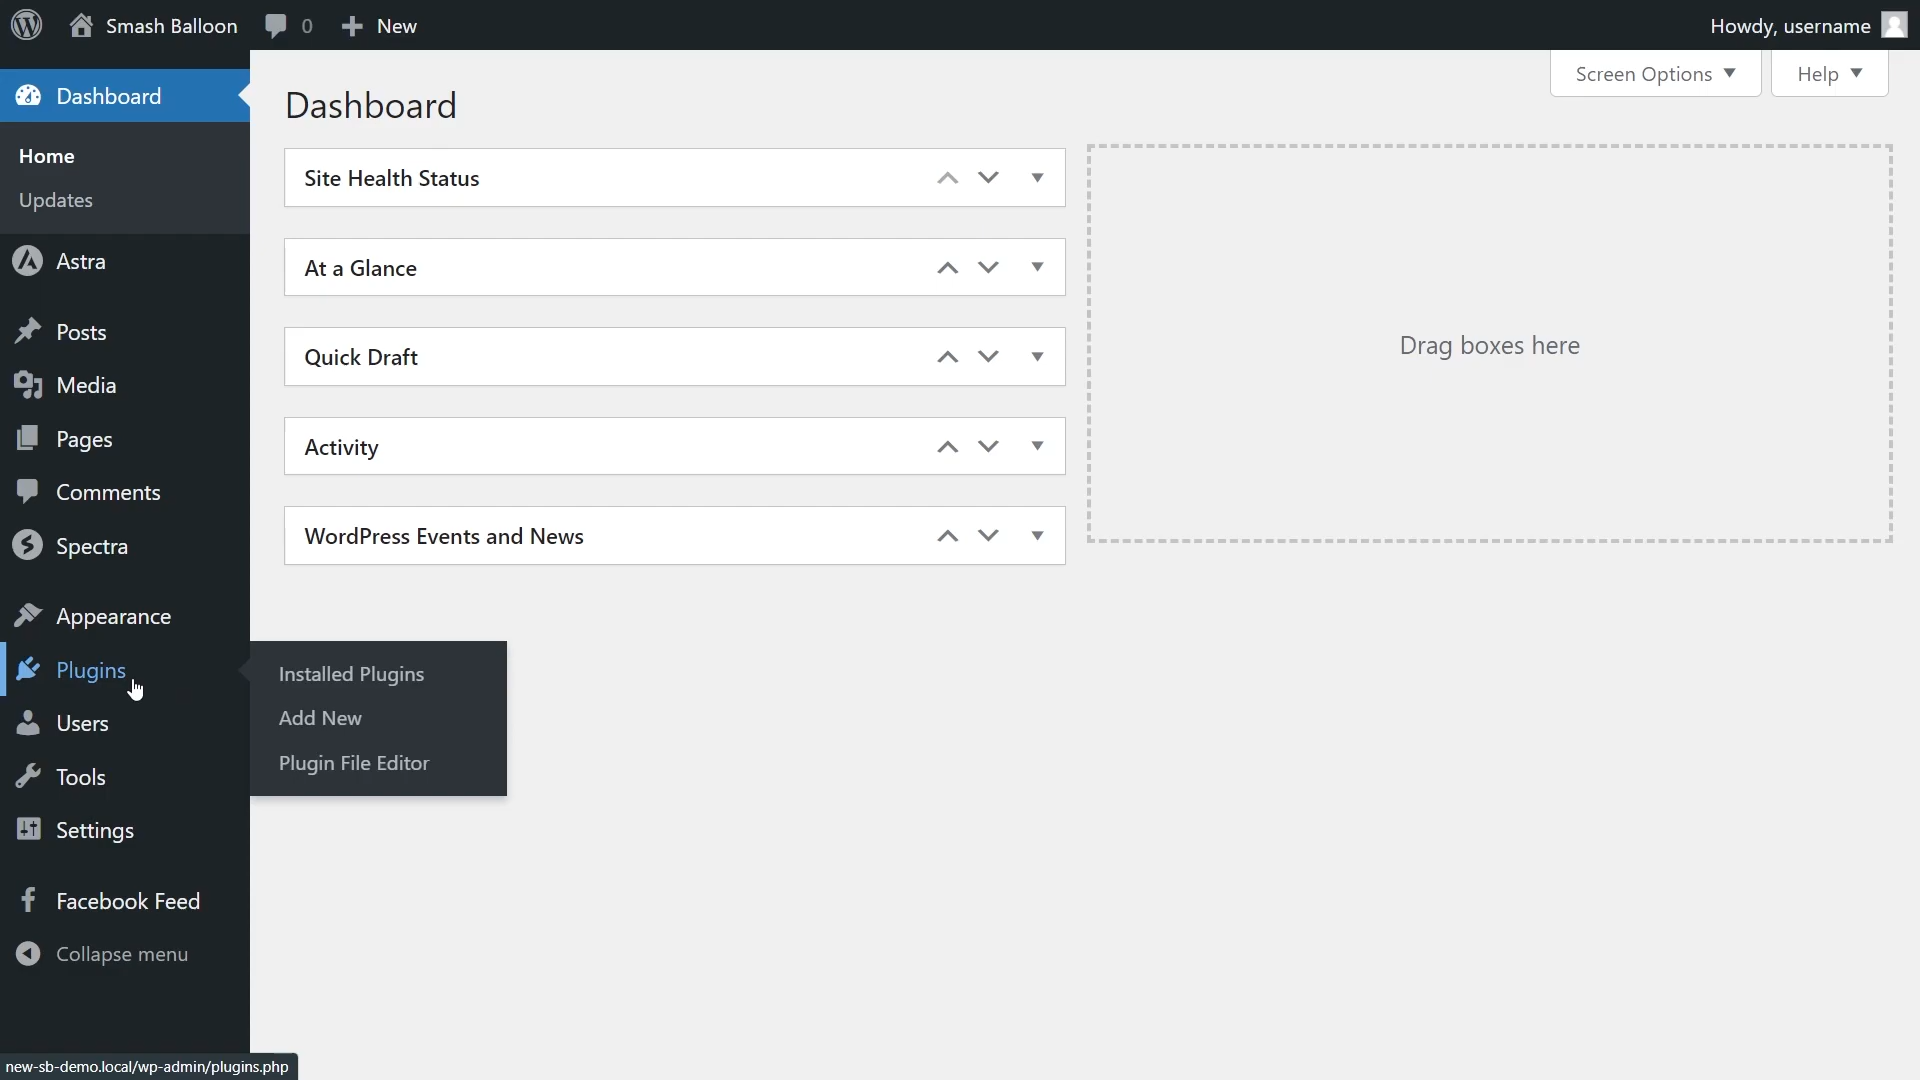 Smash Balloon
0
New
Howdy, username
Screen Options
Help
Dashboard
Home
Updates
Astra
Posts
Media
Pages
Comments
Spectra
Appearance
Plugins
Users
Tools
Settings
Facebook Feed
Collapse menu
Installed Plugins
Add New
Plugin File Editor
Dashboard
Site Health Status
At a Glance
Quick Draft
Activity
WordPress Events and News
Drag boxes here
new-sb-demo.local/wp-admin/plugins.php